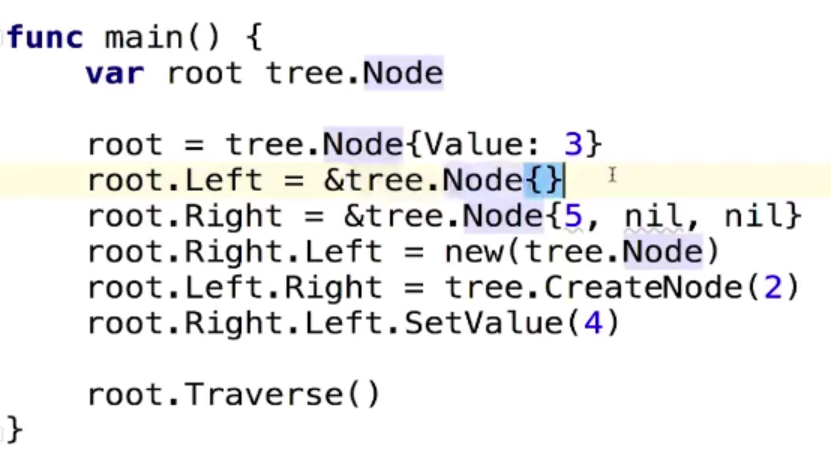 func main() {
    var root tree.Node

    root = tree.Node{Value: 3}
    root.Left = &tree.Node{}
    root.Right = &tree.Node{5, nil, nil}
    root.Right.Left = new(tree.Node)
    root.Left.Right = tree.CreateNode(2)
    root.Right.Left.SetValue(4)

    root.Traverse()
}